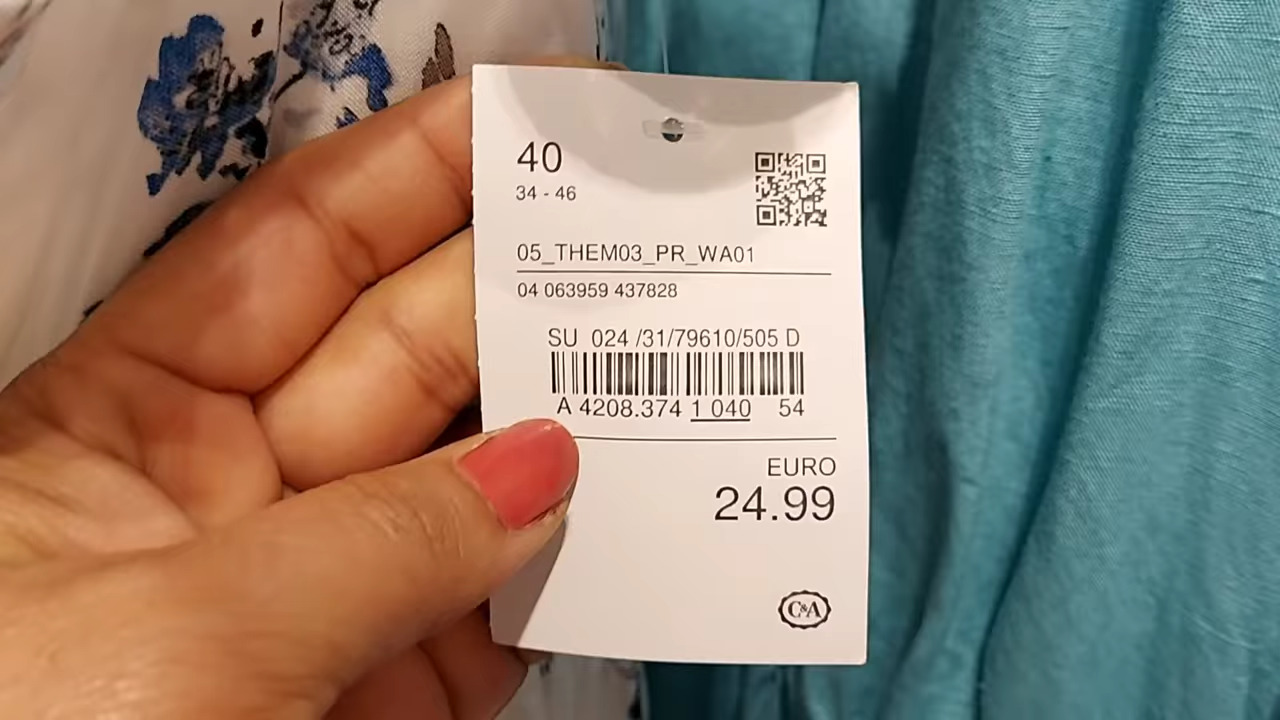 40
34 - 46
05_THEM03_PR_WA01
04 063959 437828
SU 024 /31/79610/505 D
A 4208.374 1 040 54
EURO
24.99
C&A